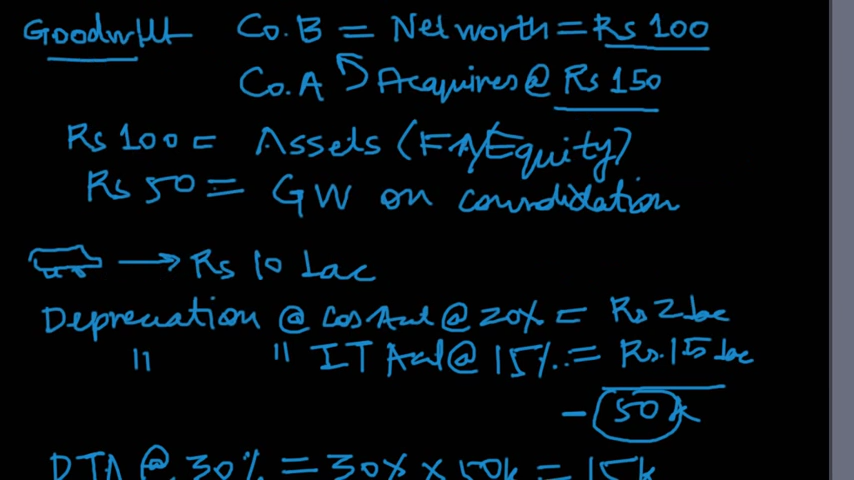 Goodwill Co.B = Net worth = Rs 100
Co.A Acquires @ Rs 150
Rs 100 = Assets (FA/Equity)
Rs 50 = GW on consolidation
→ Rs 10 lac
Depreciation @ Cos Act @ 20% = Rs 2 lac
" " IT Act @ 15% = Rs. 1.5 lac
- 50k
DTA @ 30% = 30% x 50k = 15k